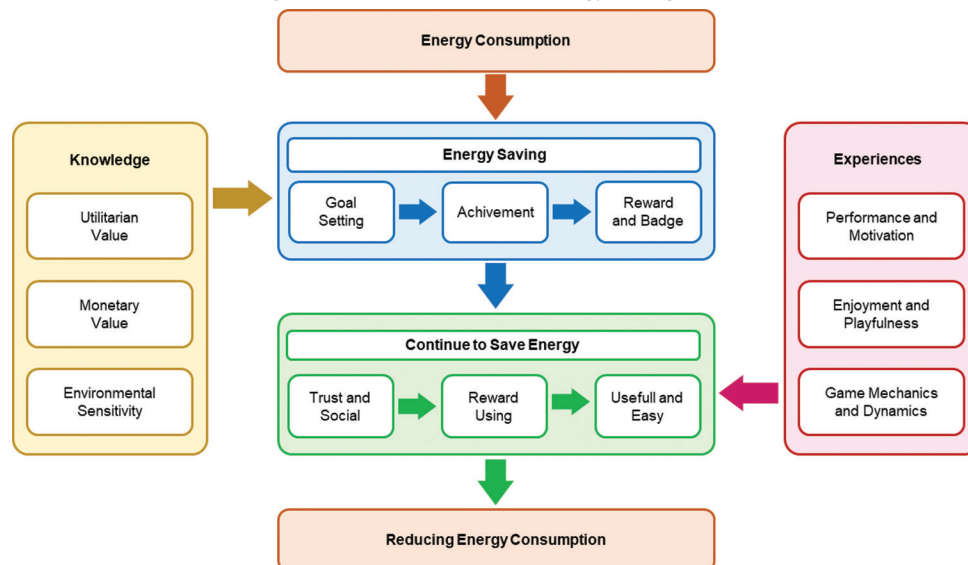 Energy Consumption
Knowledge
Utilitarian
Value
Monetary
Value
Environmental
Sensitivity
Energy Saving
Goal
Setting
Achivement
Reward
and Badge
Continue to Save Energy
Trust and
Social
Reward
Using
Usefull and
Easy
Experiences
Performance and
Motivation
Enjoyment and
Playfulness
Game Mechanics
and Dynamics
Reducing Energy Consumption